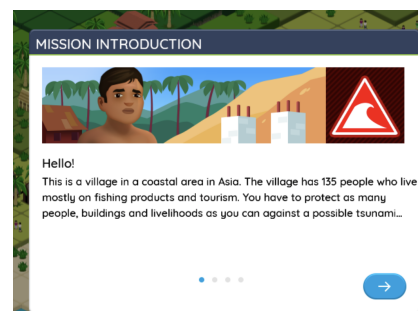 MISSION INTRODUCTION
Hello!
This is a village in a coastal area in Asia. The village has 135 people who live
mostly on fishing products and tourism. You have to protect as many
people, buildings and livelihoods as you can against a possible tsunami...